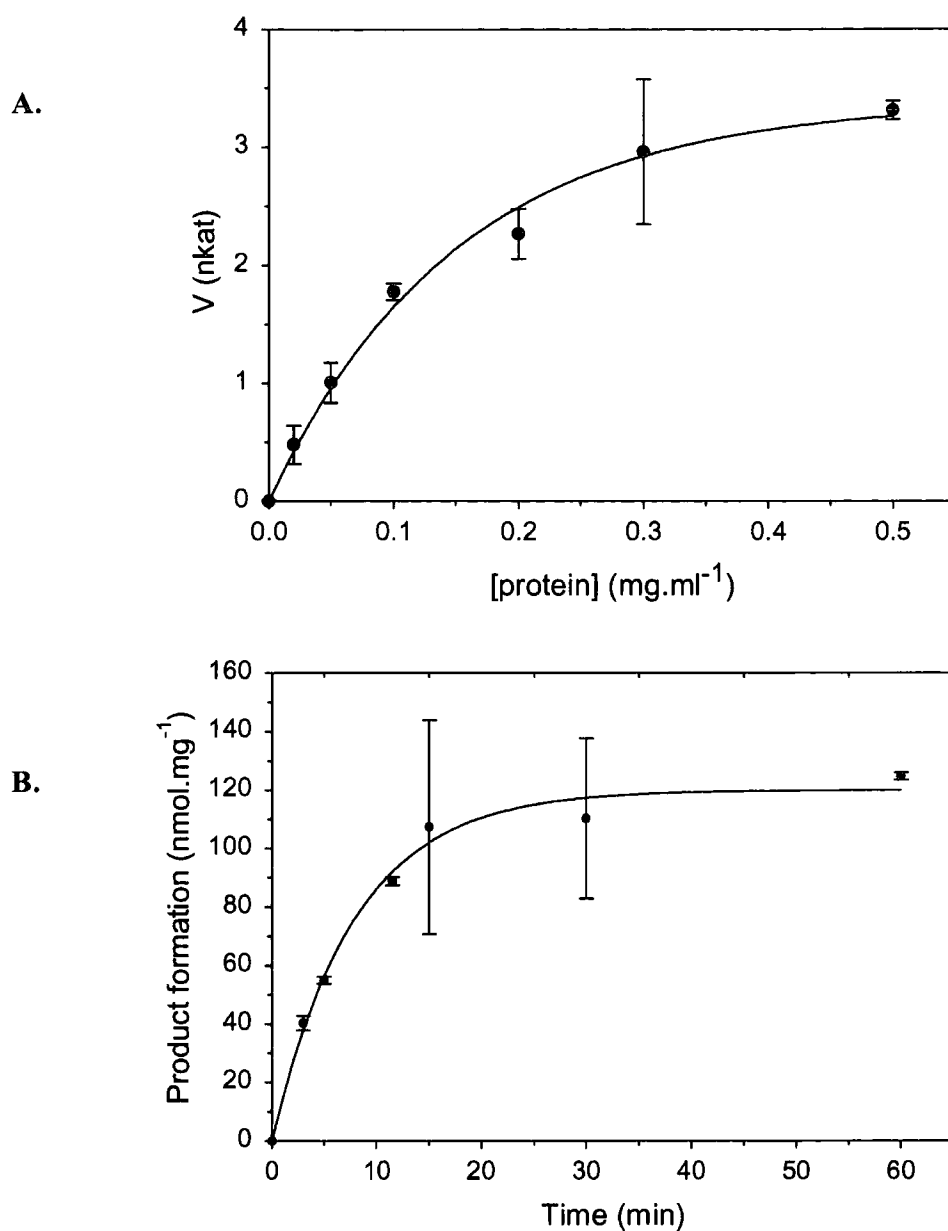 A.
4
3
2
1
0
V (nkat)
0.0 0.1 0.2 0.3 0.4 0.5
[protein] (mg.ml⁻¹)
B.
160
140
120
100
80
60
40
20
0
Product formation (nmol.mg⁻¹)
0 10 20 30 40 50 60
Time (min)